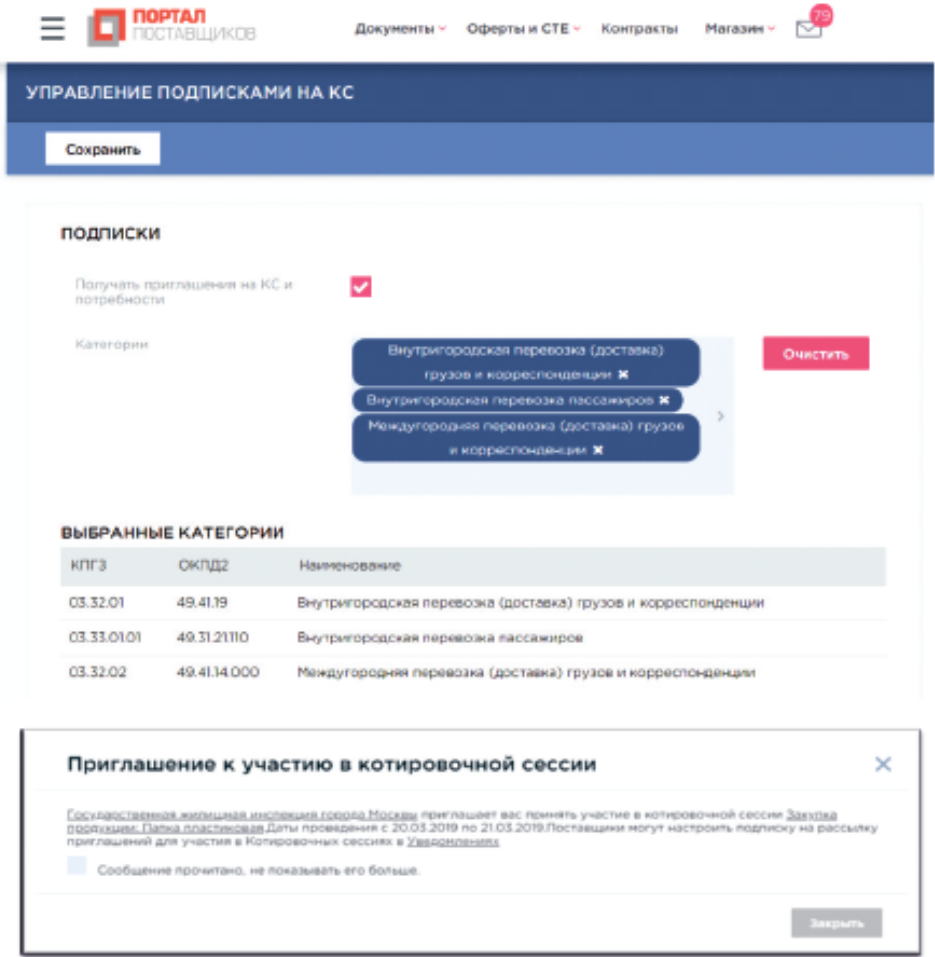 ПОРТАЛ
ПОСТАВЩИКОВ
Документы Оферты и СТЕ Контракты Магазин 79
УПРАВЛЕНИЕ ПОДПИСКАМИ НА КС
Сохранить
ПОДПИСКИ
Получать приглашения на КС и
потребности
Категории
Внутригородская перевозка (доставка)
грузов и корреспонденции ✖
Внутригородская перевозка пассажиров ✖
Междугородняя перевозка (доставка) грузов
и корреспонденции ✖
Очистить
ВЫБРАННЫЕ КАТЕГОРИИ
КПГЗ ОКПД2 Наименование
03.32.01 49.41.19 Внутригородская перевозка (доставка) грузов и корреспонденции
03.33.01.01 49.31.21.110 Внутригородская перевозка пассажиров
03.32.02 49.41.14.000 Междугородняя перевозка (доставка) грузов и корреспонденции
Приглашение к участию в котировочной сессии
Государственная жилищная инспекция города Москвы приглашает вас принять участие в котировочной сессии Закупка
продукции: Папка пластиковая.Даты проведения с 20.03.2019 по 21.03.2019.Поставщики могут настроить подписку на рассылку
приглашений для участия в Котировочных сессиях в Уведомлениях
Сообщение прочитано, не показывать его больше.
Закрыть